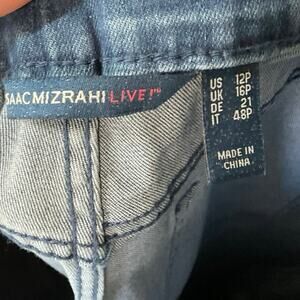 SAACMIZRAHI LIVE!™
US 12P
UK 16P
DE 21
IT 48P
MADE IN
CHINA